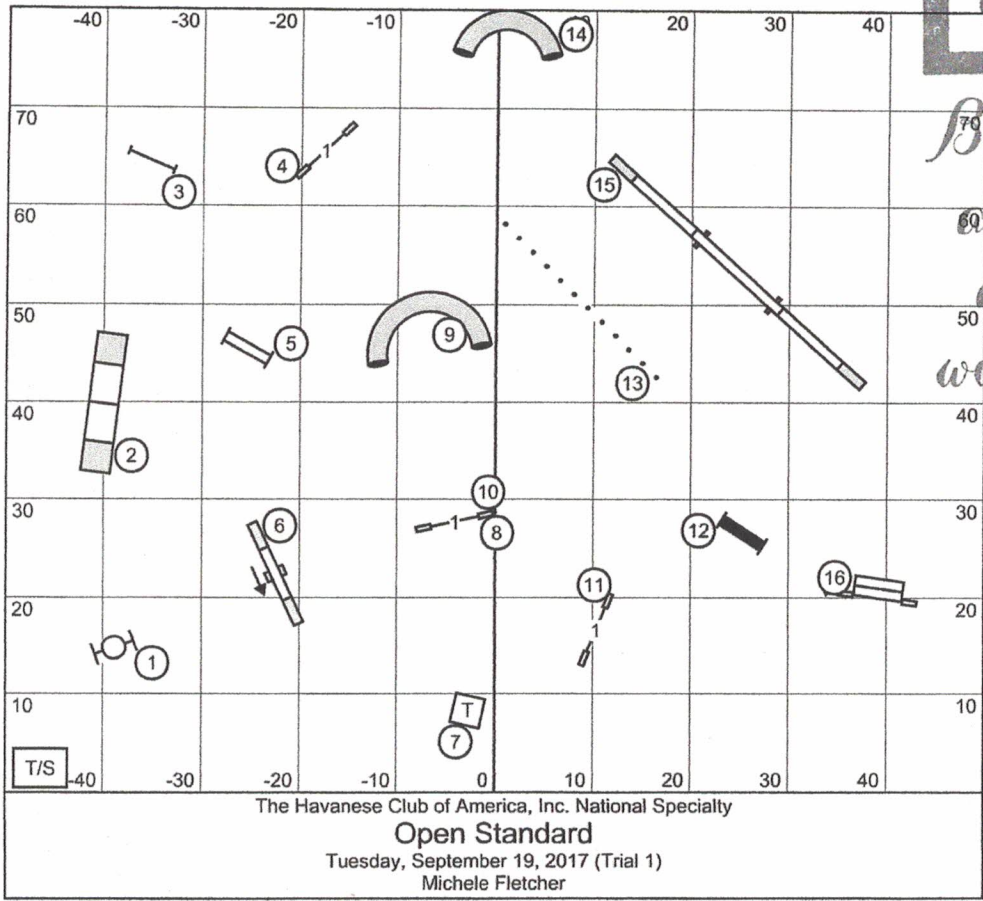 -40 -30 -20 -10 20 30 40
14
70 70
4 1
3
15
60 60
50 50
9
5
13
40 40
2
30 10 30
6 1 8 12
11 16
20 20
1
1
10 T 10
7
T/S -40 -30 -20 -10 0 10 20 30 40
The Havanese Club of America, Inc. National Specialty
Open Standard
Tuesday, September 19, 2017 (Trial 1)
Michele Fletcher